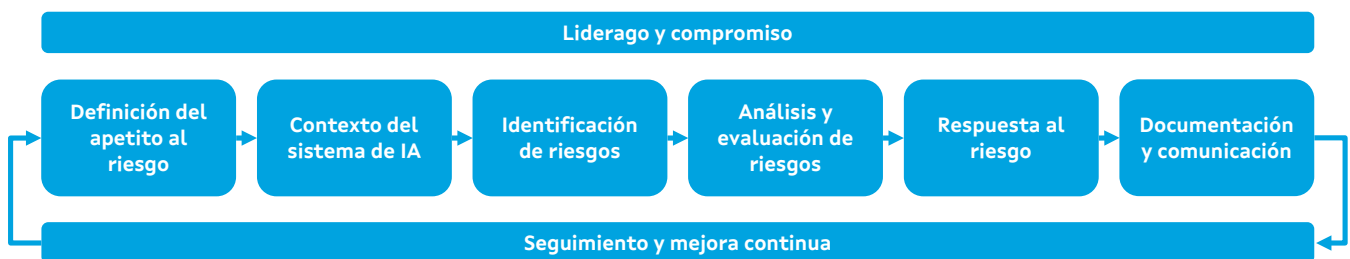 Liderago y compromiso
Definición del
apetito al
riesgo
Contexto del
sistema de IA
Identificación
de riesgos
Análisis y
evaluación de
riesgos
Respuesta al
riesgo
Documentación
y comunicación
Seguimiento y mejora continua